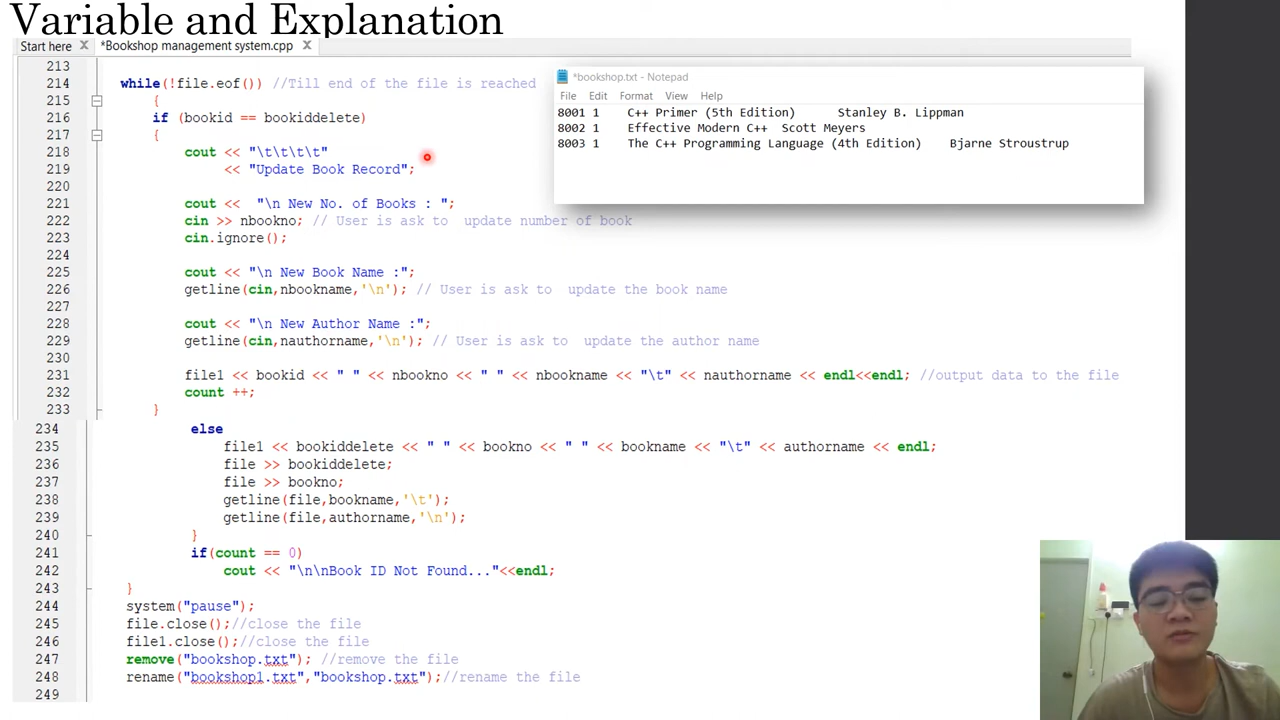 Variable and Explanation
Start here X *Bookshop management system.cpp X
213
214 while(!file.eof()) //Till end of the file is reached
215 {
216 if (bookid == bookiddelete)
217 {
218 cout << "\t\t\t\t"
219 << "Update Book Record";
220
221 cout << "\n New No. of Books : ";
222 cin >> nbookno; // User is ask to update number of book
223 cin.ignore();
224
225 cout << "\n New Book Name :";
226 getline(cin,nbookname,'\n'); // User is ask to update the book name
227
228 cout << "\n New Author Name :";
229 getline(cin,nauthorname,'\n'); // User is ask to update the author name
230
231 file1 << bookid << " " << nbookno << " " << nbookname << "\t" << nauthorname << endl<<endl; //output data to the file
232 count ++;
233 }
234 else
235 file1 << bookiddelete << " " << bookno << " " << bookname << "\t" << authorname << endl;
236 file >> bookiddelete;
237 file >> bookno;
238 getline(file,bookname,'\t');
239 getline(file,authorname,'\n');
240 }
241 if(count == 0)
242 cout << "\n\nBook ID Not Found..."<<endl;
243 }
244 system("pause");
245 file.close();//close the file
246 file1.close();//close the file
247 remove("bookshop.txt"); //remove the file
248 rename("bookshop1.txt","bookshop.txt");//rename the file
249
*bookshop.txt - Notepad
File Edit Format View Help
8001 1 C++ Primer (5th Edition) Stanley B. Lippman
8002 1 Effective Modern C++ Scott Meyers
8003 1 The C++ Programming Language (4th Edition) Bjarne Stroustrup